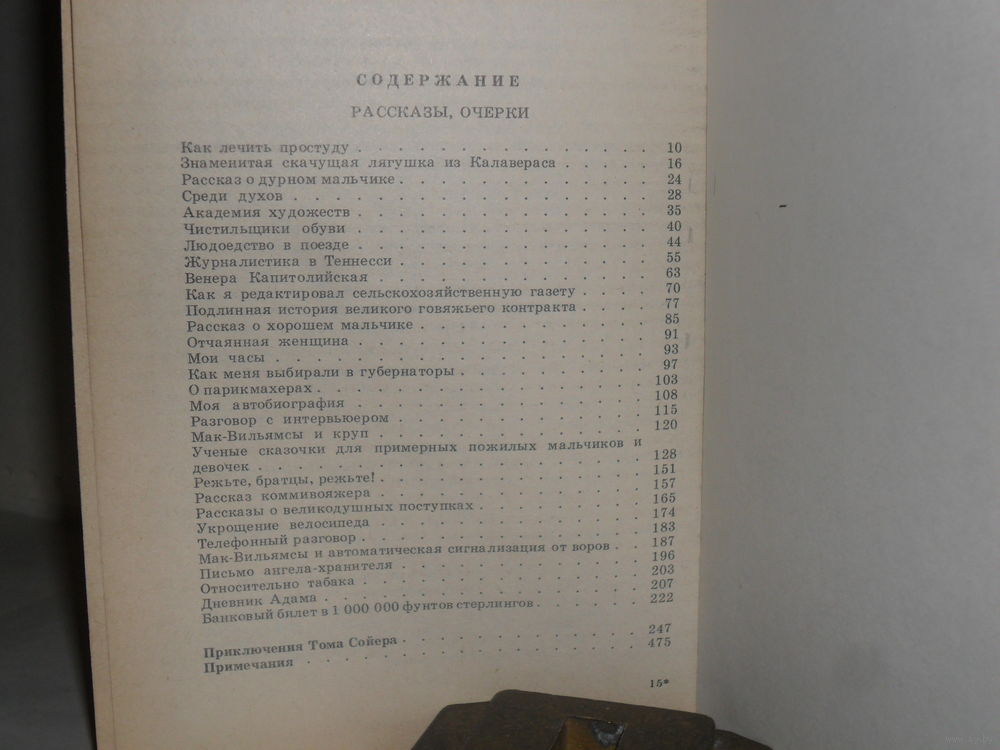 СОДЕРЖАНИЕ
РАССКАЗЫ, ОЧЕРКИ
Как лечить простуду . . . . . . . . . . . . . . . 10
Знаменитая скачущая лягушка из Калавераса . . . . . 16
Рассказ о дурном мальчике . . . . . . . . . . . . . 24
Среди духов . . . . . . . . . . . . . . . . . . 28
Академия художеств . . . . . . . . . . . . . . . 35
Чистильщики обуви . . . . . . . . . . . . . . . 40
Людоедство в поезде . . . . . . . . . . . . . . . 44
Журналистика в Теннесси . . . . . . . . . . . . . 55
Венера Капитолийская . . . . . . . . . . . . . . 63
Как я редактировал сельскохозяйственную газету . . . . 70
Подлинная история великого говяжьего контракта . . . . 77
Рассказ о хорошем мальчике . . . . . . . . . . . . 85
Отчаянная женщина . . . . . . . . . . . . . . . 91
Мои часы . . . . . . . . . . . . . . . . . . . 93
Как меня выбирали в губернаторы . . . . . . . . . . 97
О парикмахерах . . . . . . . . . . . . . . . . . 103
Моя автобиография . . . . . . . . . . . . . . . 108
Разговор с интервьюером . . . . . . . . . . . . . 115
Мак-Вильямсы и круп . . . . . . . . . . . . . . 120
Ученые сказочки для примерных пожилых мальчиков и
девочек . . . . . . . . . . . . . . . . . . . . 128
Режьте, братцы, режьте! . . . . . . . . . . . . . . 151
Рассказ коммивояжера . . . . . . . . . . . . . . 157
Рассказы о великодушных поступках . . . . . . . . . 165
Укрощение велосипеда . . . . . . . . . . . . . . 174
Телефонный разговор . . . . . . . . . . . . . . 183
Мак-Вильямсы и автоматическая сигнализация от воров . . 187
Письмо ангела-хранителя . . . . . . . . . . . . . 196
Относительно табака . . . . . . . . . . . . . . . 203
Дневник Адама . . . . . . . . . . . . . . . . . 207
Банковый билет в 1 000 000 фунтов стерлингов . . . . . . 222
Приключения Тома Сойера . . . . . . . . . . . . . 247
Примечания . . . . . . . . . . . . . . . . . . 475
15*